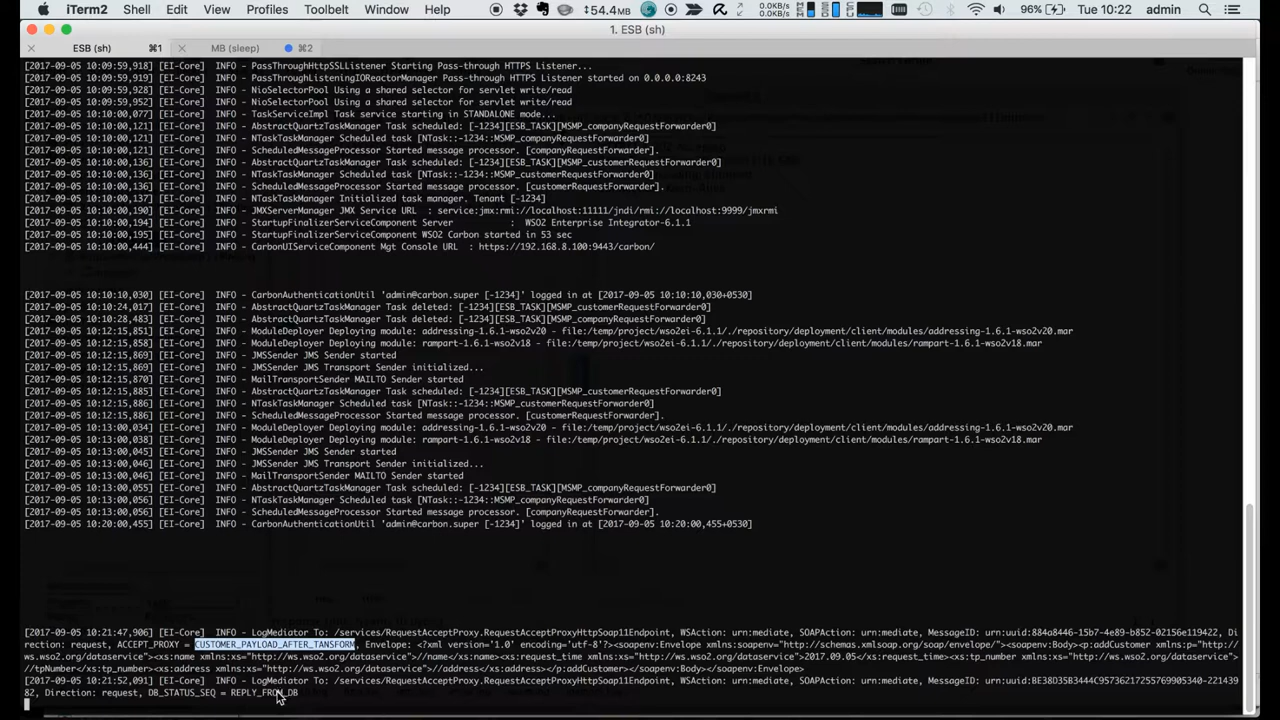 iTerm2 Shell Edit View Profiles Toolbelt Window Help 54.4MB 0.0KB/s 0.0KB/s 96% Tue 10:22 admin
1. ESB (sh)
ESB (sh) ⌘1 MB (sleep) ⌘2
[2017-09-05 10:09:59,918] [EI-Core] INFO - PassThroughHttpSSLListener Starting Pass-through HTTPS Listener...
[2017-09-05 10:09:59,921] [EI-Core] INFO - PassThroughListeningIOReactorManager Pass-through HTTPS Listener started on 0.0.0.0:8243
[2017-09-05 10:09:59,928] [EI-Core] INFO - NioSelectorPool Using a shared selector for servlet write/read
[2017-09-05 10:09:59,952] [EI-Core] INFO - NioSelectorPool Using a shared selector for servlet write/read
[2017-09-05 10:10:00,077] [EI-Core] INFO - TaskServiceImpl Task service starting in STANDALONE mode...
[2017-09-05 10:10:00,121] [EI-Core] INFO - AbstractQuartzTaskManager Task scheduled: [-1234][ESB_TASK][MSMP_companyRequestForwarder0]
[2017-09-05 10:10:00,121] [EI-Core] INFO - NTaskTaskManager Scheduled task [NTask::-1234::MSMP_companyRequestForwarder0]
[2017-09-05 10:10:00,121] [EI-Core] INFO - ScheduledMessageProcessor Started message processor. [companyRequestForwarder].
[2017-09-05 10:10:00,136] [EI-Core] INFO - AbstractQuartzTaskManager Task scheduled: [-1234][ESB_TASK][MSMP_customerRequestForwarder0]
[2017-09-05 10:10:00,136] [EI-Core] INFO - NTaskTaskManager Scheduled task [NTask::-1234::MSMP_customerRequestForwarder0]
[2017-09-05 10:10:00,136] [EI-Core] INFO - ScheduledMessageProcessor Started message processor. [customerRequestForwarder].
[2017-09-05 10:10:00,137] [EI-Core] INFO - NTaskTaskManager Initialized task manager. Tenant [-1234]
[2017-09-05 10:10:00,190] [EI-Core] INFO - JMXServerManager JMX Service URL : service:jmx:rmi://localhost:11111/jndi/rmi://localhost:9999/jmxrmi
[2017-09-05 10:10:00,194] [EI-Core] INFO - StartupFinalizerServiceComponent Server : WSO2 Enterprise Integrator-6.1.1
[2017-09-05 10:10:00,195] [EI-Core] INFO - StartupFinalizerServiceComponent WSO2 Carbon started in 53 sec
[2017-09-05 10:10:00,444] [EI-Core] INFO - CarbonUIServiceComponent Mgt Console URL : https://192.168.8.100:9443/carbon/
[2017-09-05 10:10:10,030] [EI-Core] INFO - CarbonAuthenticationUtil 'admin@carbon.super [-1234]' logged in at [2017-09-05 10:10:10,030+0530]
[2017-09-05 10:10:24,017] [EI-Core] INFO - AbstractQuartzTaskManager Task deleted: [-1234][ESB_TASK][MSMP_customerRequestForwarder0]
[2017-09-05 10:10:28,483] [EI-Core] INFO - AbstractQuartzTaskManager Task deleted: [-1234][ESB_TASK][MSMP_companyRequestForwarder0]
[2017-09-05 10:12:15,851] [EI-Core] INFO - ModuleDeployer Deploying module: addressing-1.6.1-wso2v20 - file:/temp/project/wso2ei-6.1.1/./repository/deployment/client/modules/addressing-1.6.1-wso2v20.mar
[2017-09-05 10:12:15,858] [EI-Core] INFO - ModuleDeployer Deploying module: rampart-1.6.1-wso2v18 - file:/temp/project/wso2ei-6.1.1/./repository/deployment/client/modules/rampart-1.6.1-wso2v18.mar
[2017-09-05 10:12:15,869] [EI-Core] INFO - JMSSender JMS Sender started
[2017-09-05 10:12:15,869] [EI-Core] INFO - JMSSender JMS Transport Sender initialized...
[2017-09-05 10:12:15,870] [EI-Core] INFO - MailTransportSender MAILTO Sender started
[2017-09-05 10:12:15,885] [EI-Core] INFO - AbstractQuartzTaskManager Task scheduled: [-1234][ESB_TASK][MSMP_customerRequestForwarder0]
[2017-09-05 10:12:15,886] [EI-Core] INFO - NTaskTaskManager Scheduled task [NTask::-1234::MSMP_customerRequestForwarder0]
[2017-09-05 10:12:15,886] [EI-Core] INFO - ScheduledMessageProcessor Started message processor. [customerRequestForwarder].
[2017-09-05 10:13:00,034] [EI-Core] INFO - ModuleDeployer Deploying module: addressing-1.6.1-wso2v20 - file:/temp/project/wso2ei-6.1.1/./repository/deployment/client/modules/addressing-1.6.1-wso2v20.mar
[2017-09-05 10:13:00,038] [EI-Core] INFO - ModuleDeployer Deploying module: rampart-1.6.1-wso2v18 - file:/temp/project/wso2ei-6.1.1/./repository/deployment/client/modules/rampart-1.6.1-wso2v18.mar
[2017-09-05 10:13:00,045] [EI-Core] INFO - JMSSender JMS Sender started
[2017-09-05 10:13:00,045] [EI-Core] INFO - JMSSender JMS Transport Sender initialized...
[2017-09-05 10:13:00,046] [EI-Core] INFO - MailTransportSender MAILTO Sender started
[2017-09-05 10:13:00,055] [EI-Core] INFO - AbstractQuartzTaskManager Task scheduled: [-1234][ESB_TASK][MSMP_companyRequestForwarder0]
[2017-09-05 10:13:00,056] [EI-Core] INFO - NTaskTaskManager Scheduled task [NTask::-1234::MSMP_companyRequestForwarder0]
[2017-09-05 10:13:00,056] [EI-Core] INFO - ScheduledMessageProcessor Started message processor. [companyRequestForwarder].
[2017-09-05 10:20:00,455] [EI-Core] INFO - CarbonAuthenticationUtil 'admin@carbon.super [-1234]' logged in at [2017-09-05 10:20:00,455+0530]
[2017-09-05 10:21:47,906] [EI-Core] INFO - LogMediator To: /services/RequestAcceptProxy.RequestAcceptProxyHttpSoap11Endpoint, WSAction: urn:mediate, SOAPAction: urn:mediate, MessageID: urn:uuid:884a8446-15b7-4e89-b852-02156e119422, Di
rection: request, ACCEPT_PROXY = CUSTOMER_PAYLOAD_AFTER_TANSFORM, Envelope: <?xml version='1.0' encoding='utf-8'?><soapenv:Envelope xmlns:soapenv="http://schemas.xmlsoap.org/soap/envelope/"><soapenv:Body><p:addCustomer xmlns:p="http://
ws.wso2.org/dataservice"><xs:name xmlns:xs="http://ws.wso2.org/dataservice">//name</xs:name><xs:request_time xmlns:xs="http://ws.wso2.org/dataservice">2017.09.05</xs:request_time><xs:tp_number xmlns:xs="http://ws.wso2.org/dataservice">
//tpNumber</xs:tp_number><xs:address xmlns:xs="http://ws.wso2.org/dataservice">//address</xs:address></p:addCustomer></soapenv:Body></soapenv:Envelope>
[2017-09-05 10:21:52,091] [EI-Core] INFO - LogMediator To: /services/RequestAcceptProxy.RequestAcceptProxyHttpSoap11Endpoint, WSAction: urn:mediate, SOAPAction: urn:mediate, MessageID: urn:uuid:BE38D35B3444C95736217255769905340-221439
82, Direction: request, DB_STATUS_SEQ = REPLY_FROM_DB